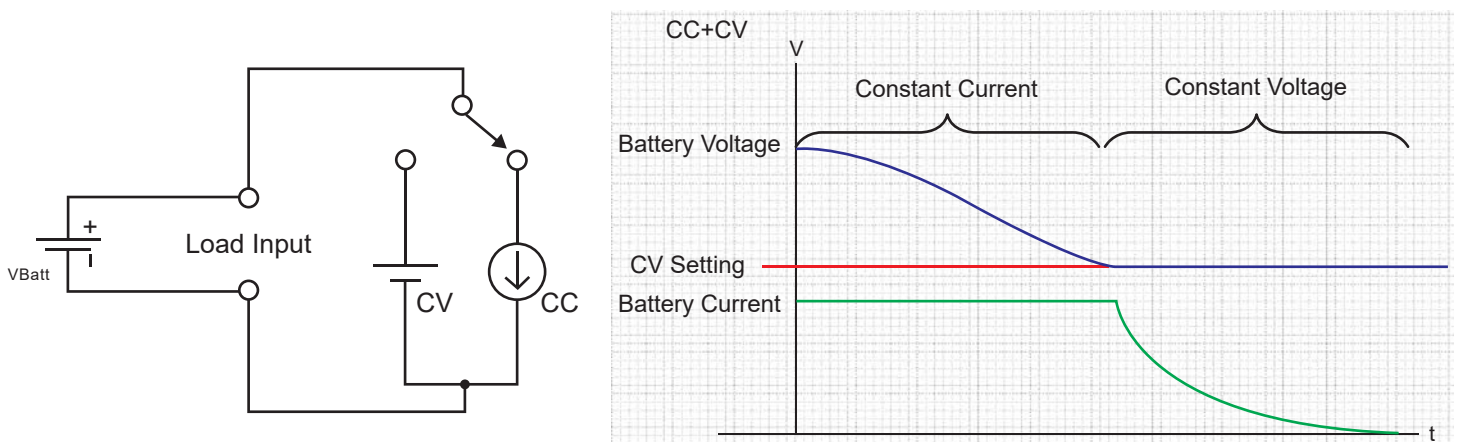 +
VBatt
Load Input
CV
CC
CC+CV
V
Constant Current
Constant Voltage
Battery Voltage
CV Setting
Battery Current
t